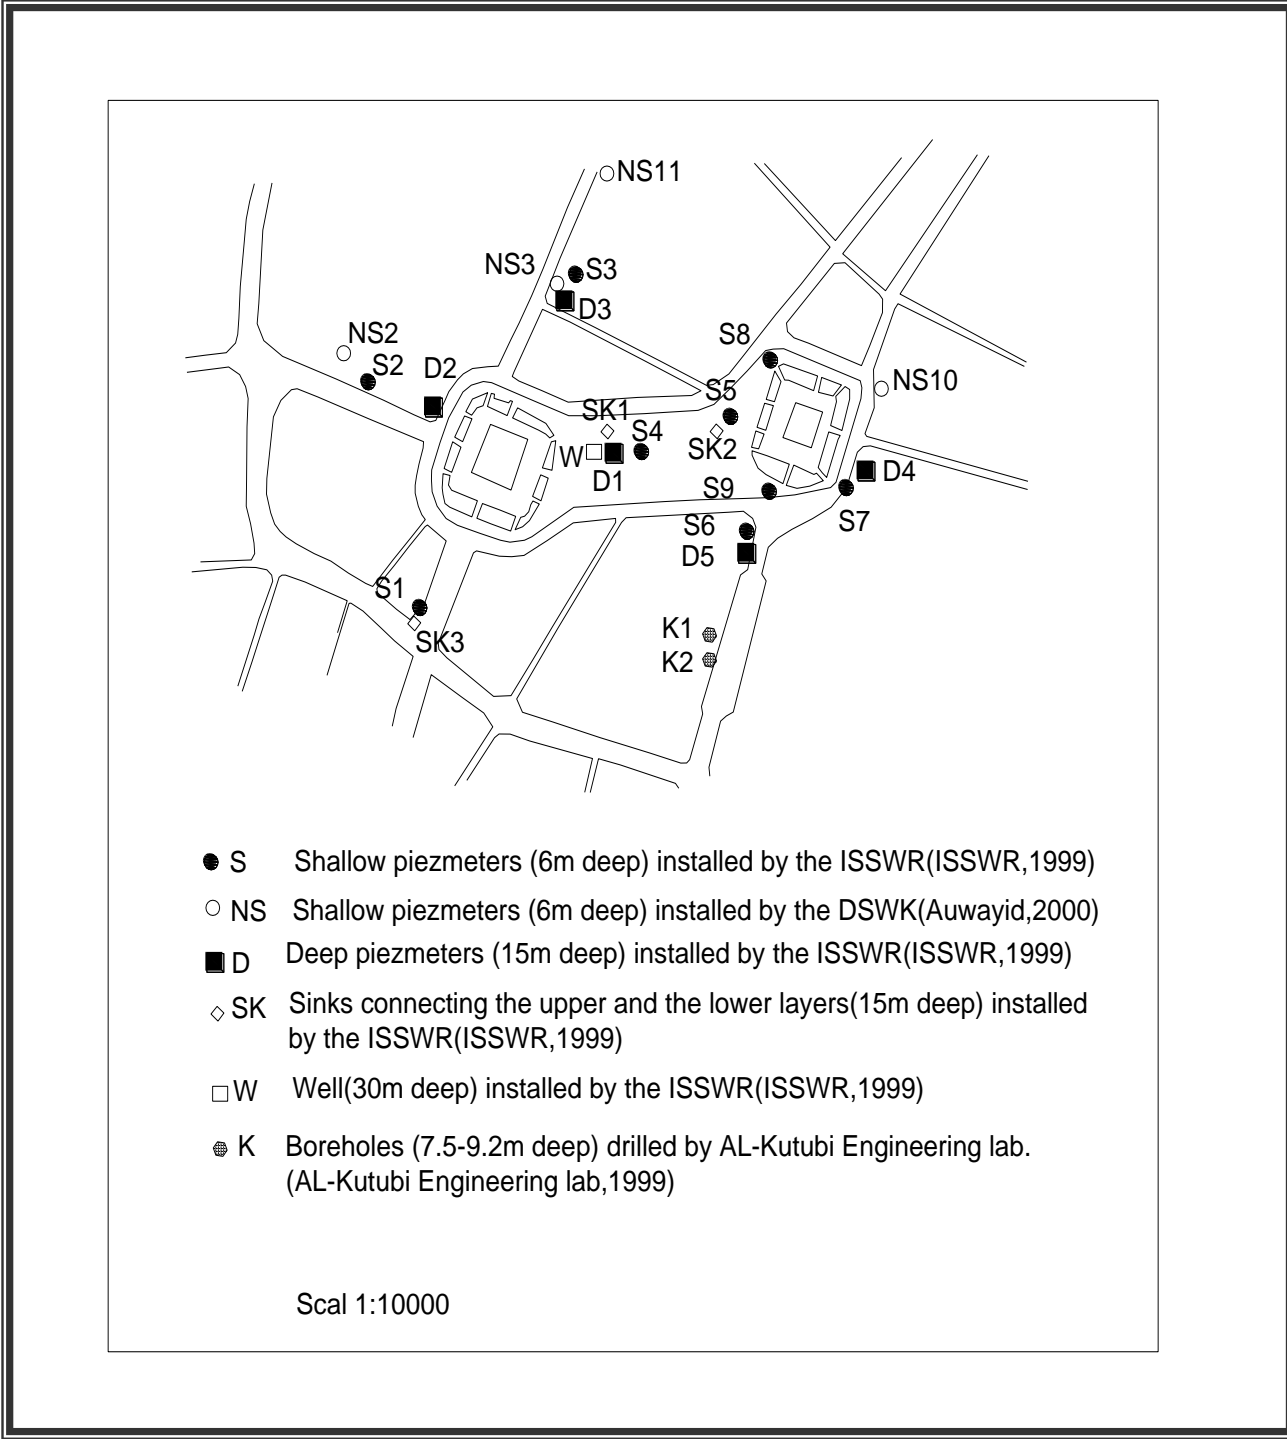 NS11
NS3
S3
D3
NS2
S8
S2
D2
NS10
S5
SK1
S4
SK2
W
D1
D4
S9
S7
S6
D5
S1
K1
SK3
K2
S Shallow piezmeters (6m deep) installed by the ISSWR(ISSWR,1999)
NS Shallow piezmeters (6m deep) installed by the DSWK(Auwayid,2000)
D Deep piezmeters (15m deep) installed by the ISSWR(ISSWR,1999)
SK Sinks connecting the upper and the lower layers(15m deep) installed
by the ISSWR(ISSWR,1999)
W Well(30m deep) installed by the ISSWR(ISSWR,1999)
K Boreholes (7.5-9.2m deep) drilled by AL-Kutubi Engineering lab.
(AL-Kutubi Engineering lab,1999)
Scal 1:10000